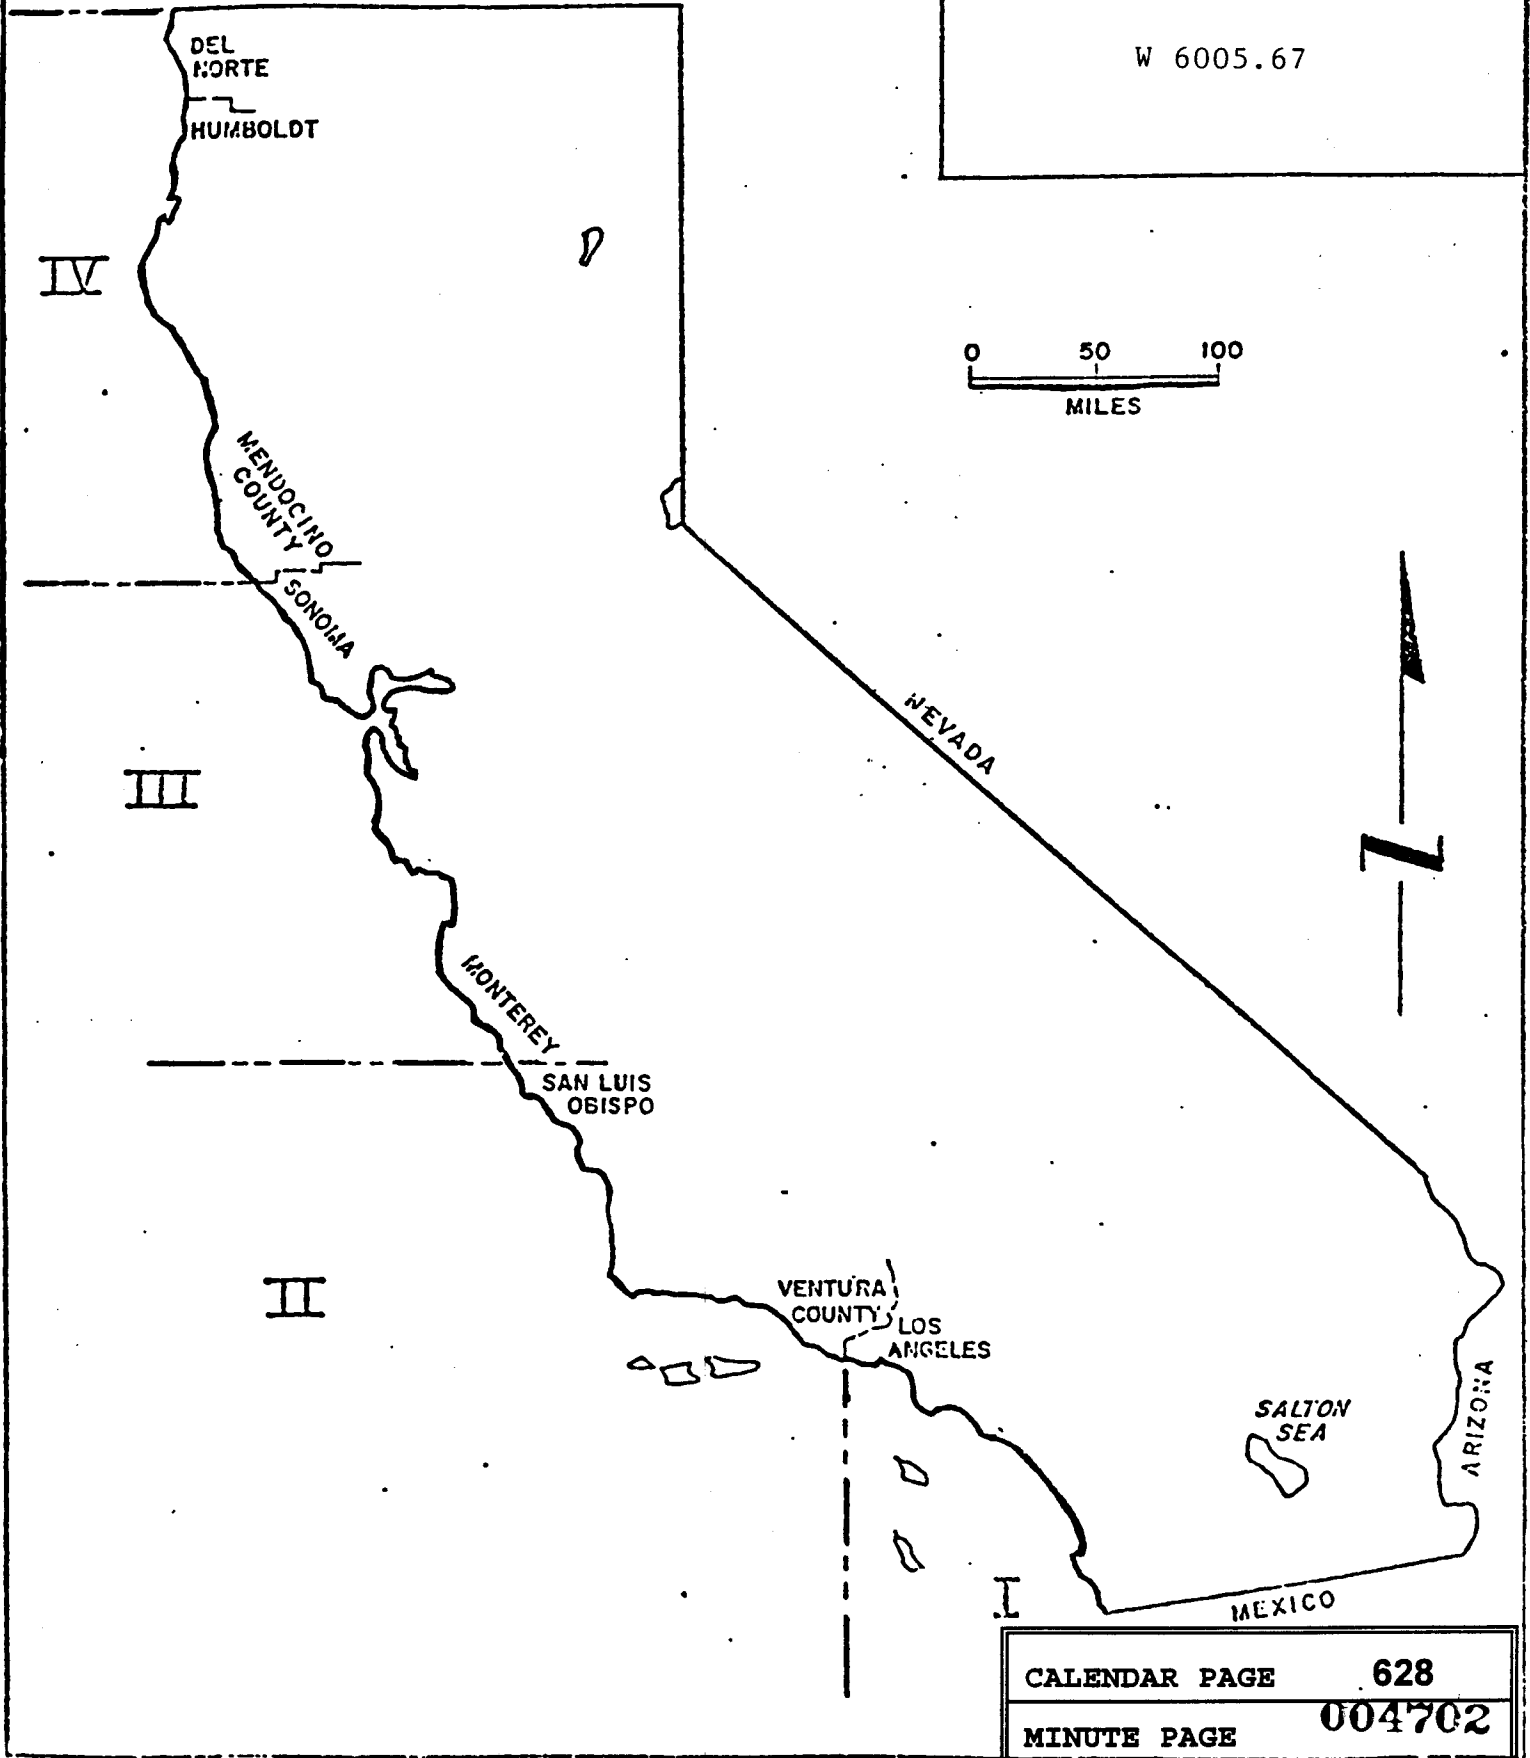 W 6005.67
DEL
NORTE
HUMBOLDT
IV
0 50 100
MILES
MENDOCINO
COUNTY
SONOMA
NEVADA
III
N
MONTEREY
SAN LUIS
OBISPO
II
VENTURA
COUNTY
LOS
ANGELES
SALTON
SEA
ARIZONA
I
MEXICO
CALENDAR PAGE 628
MINUTE PAGE 004702